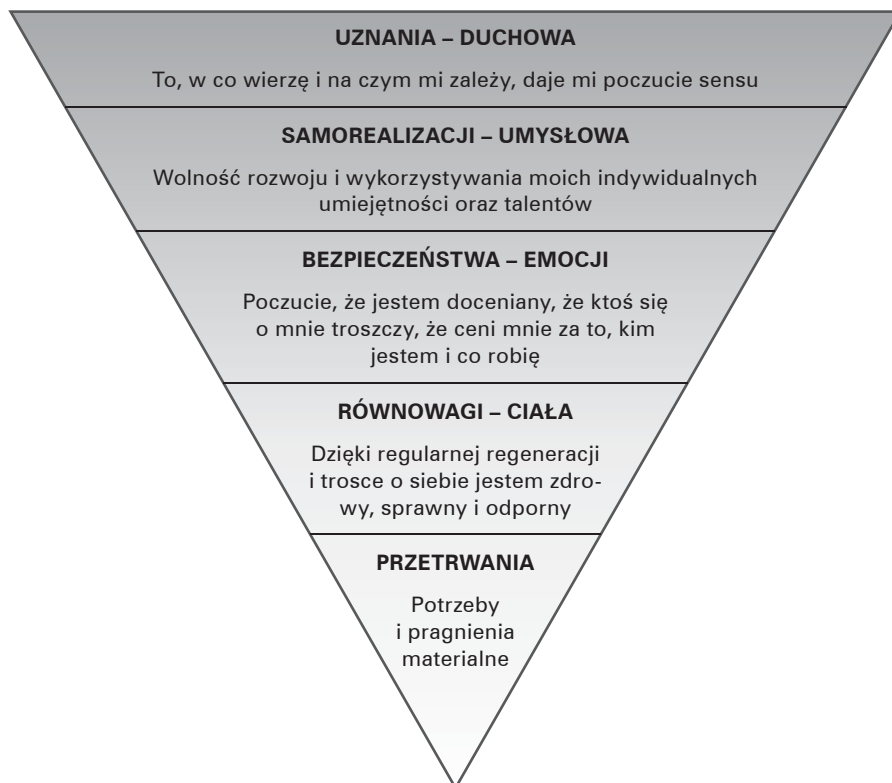 UZNANIA – DUCHOWA
To, w co wierzę i na czym mi zależy, daje mi poczucie sensu
SAMOREALIZACJI – UMYSŁOWA
Wolność rozwoju i wykorzystywania moich indywidualnych
umiejętności oraz talentów
BEZPIECZEŃSTWA – EMOCJI
Poczucie, że jestem doceniany, że ktoś się
o mnie troszczy, że ceni mnie za to, kim
jestem i co robię
RÓWNOWAGI – CIAŁA
Dzięki regularnej regeneracji
i trosce o siebie jestem zdro-
wy, sprawny i odporny
PRZETRWANIA
Potrzeby
i pragnienia
materialne